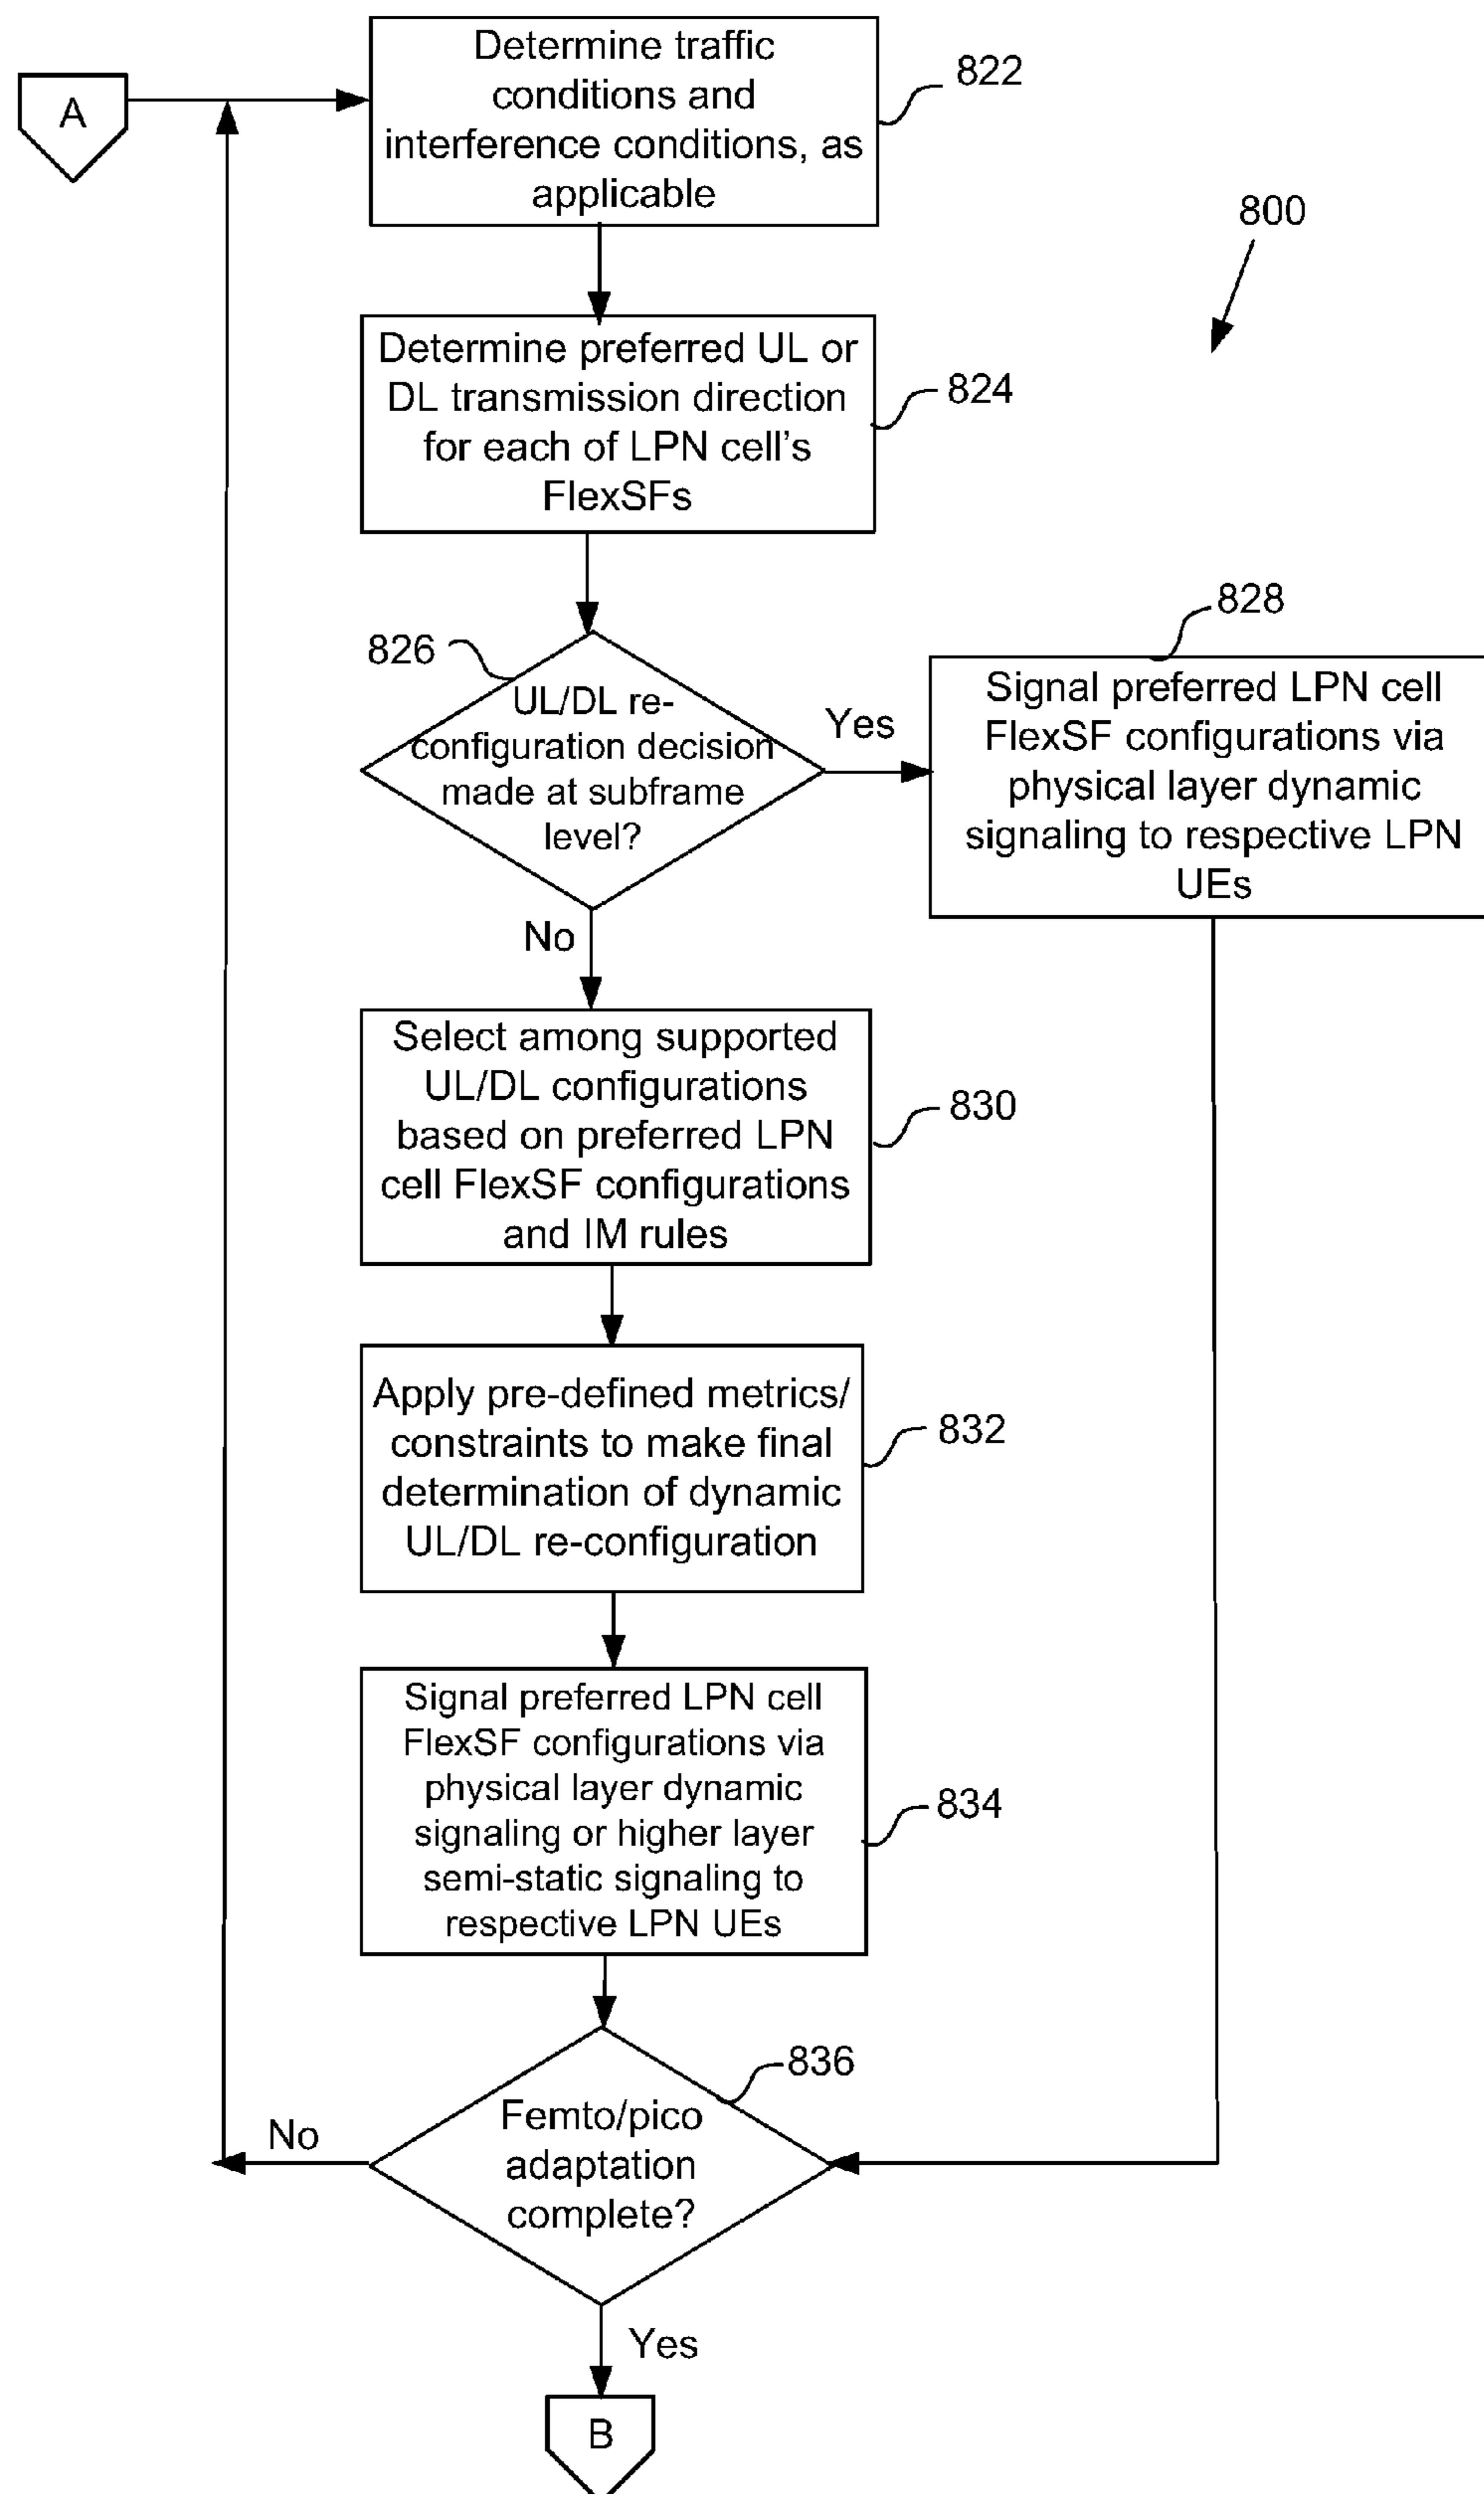 A
Determine traffic
conditions and
interference conditions, as
applicable
822
800
Determine preferred UL or
DL transmission direction
for each of LPN cell's
FlexSFs
824
826
UL/DL re-
configuration decision
made at subframe
level?
Yes
828
Signal preferred LPN cell
FlexSF configurations via
physical layer dynamic
signaling to respective LPN
UEs
No
Select among supported
UL/DL configurations
based on preferred LPN
cell FlexSF configurations
and IM rules
830
Apply pre-defined metrics/
constraints to make final
determination of dynamic
UL/DL re-configuration
832
Signal preferred LPN cell
FlexSF configurations via
physical layer dynamic
signaling or higher layer
semi-static signaling to
respective LPN UEs
834
836
Femto/pico
adaptation
complete?
No
Yes
B